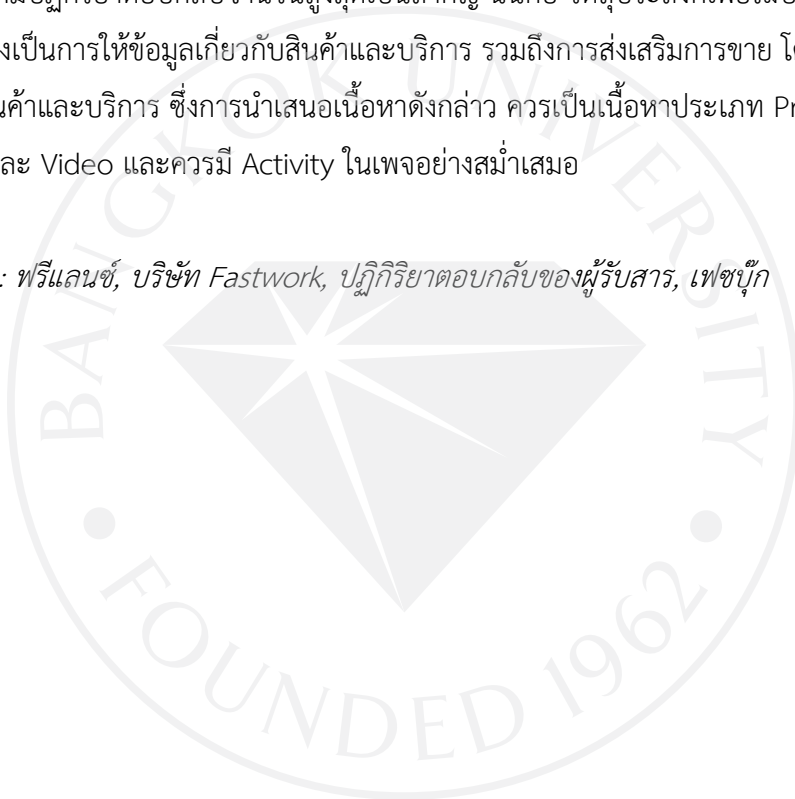 งเป็นการให้ข้อมูลเกี่ยวกับสินค้าและบริการ รวมถึงการส่งเสริมการขาย โด
นค้าและบริการ ซึ่งการนำเสนอเนื้อหาดังกล่าว ควรเป็นเนื้อหาประเภท Pr
ละ Video และควรมี Activity ในเพจอย่างสม่ำเสมอ
: ฟรีแลนซ์, บริษัท Fastwork, ปฏิกิริยาตอบกลับของผู้รับสาร, เฟซบุ๊ก
BANGKOK UNIVERSITY
FOUNDED 1962